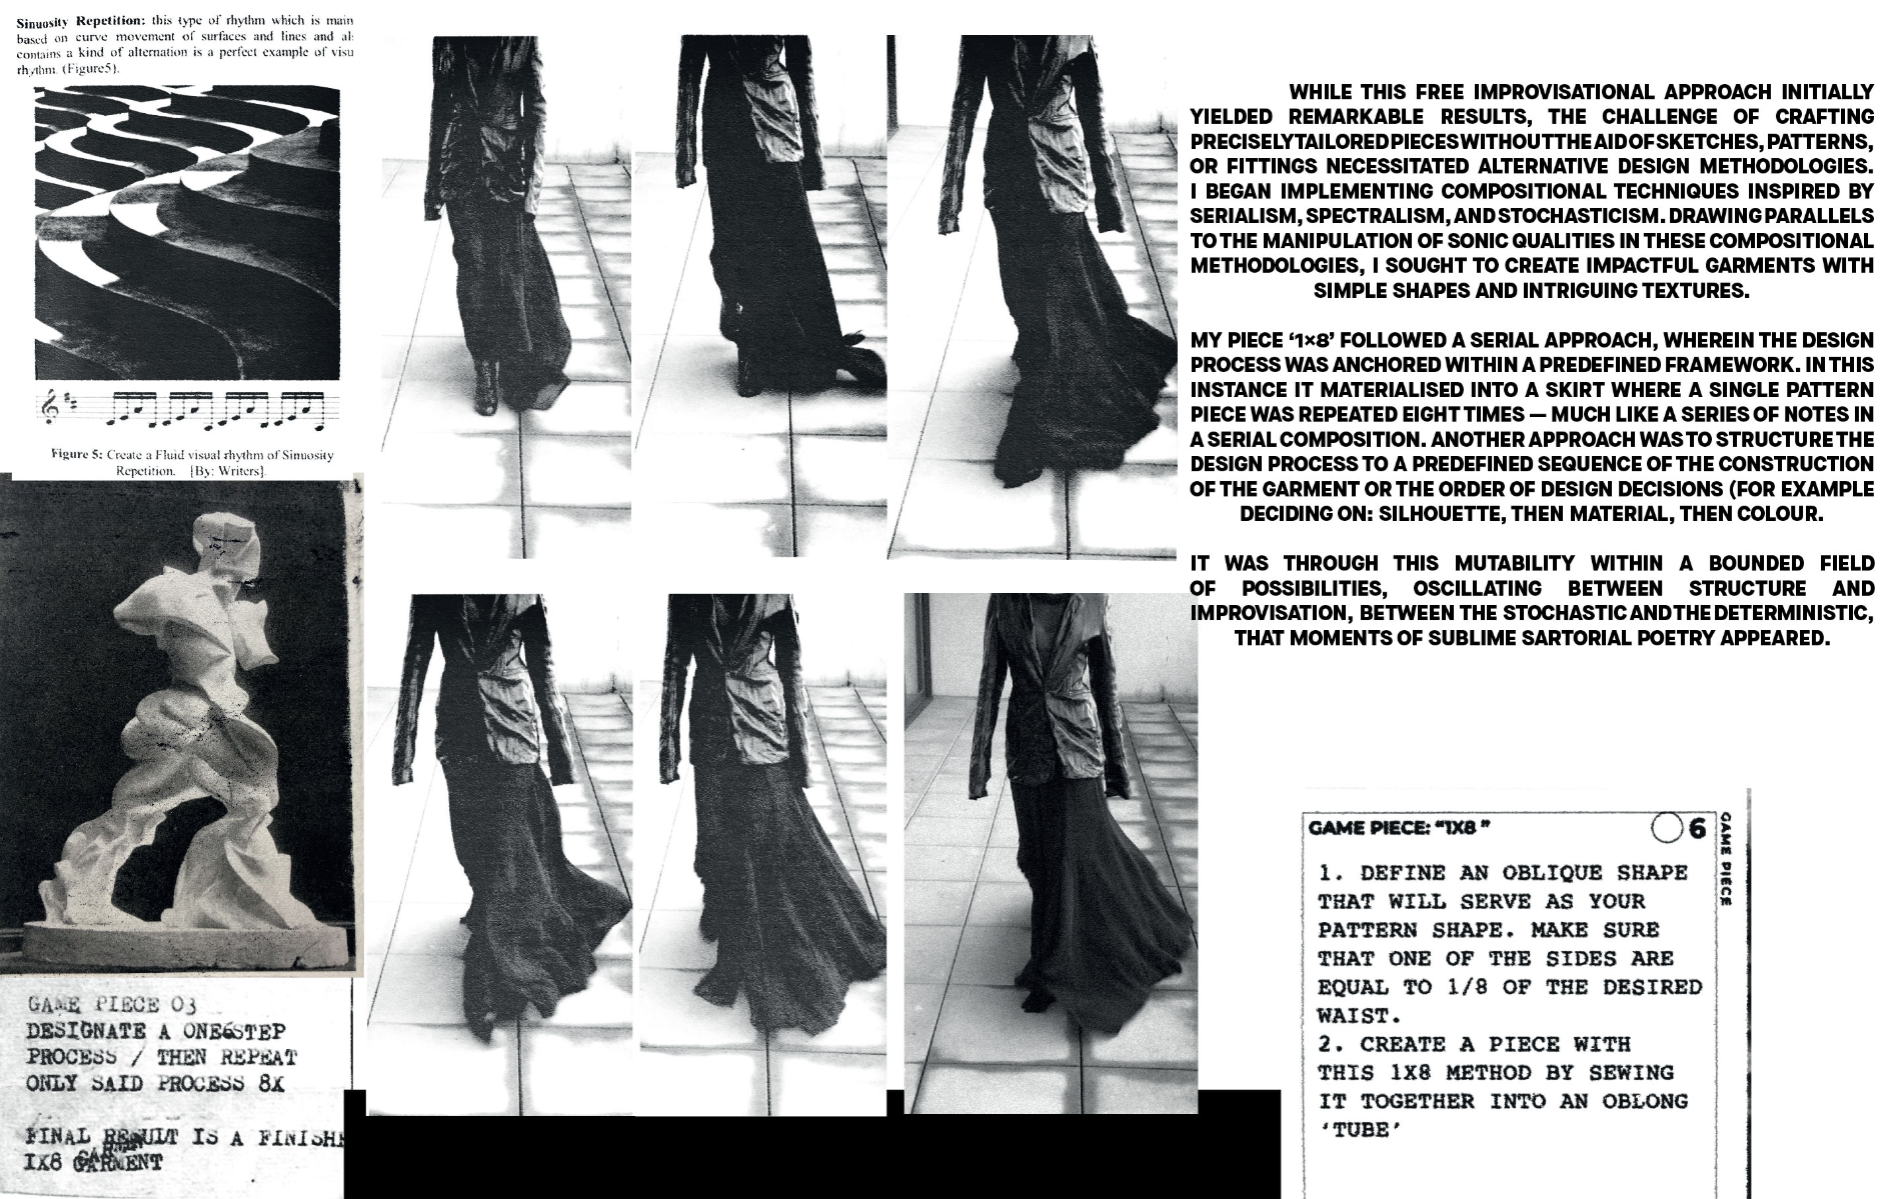 Sinuosity Repetition: this type of rhythm which is main
based on curve movement of surfaces and lines and al
contains a kind of alternation is a perfect example of visu
rhythm. (Figure5).
Figure 5: Create a Fluid visual rhythm of Sinuosity
Repetition. [By: Writers].
GAME PIECE 03
DESIGNATE A ONE STEP
PROCESS / THEN REPEAT
ONLY SAID PROCESS 8X
FINAL RESULT IS A FINISHE
1X8 GARMENT
WHILE THIS FREE IMPROVISATIONAL APPROACH INITIALLY
YIELDED REMARKABLE RESULTS, THE CHALLENGE OF CRAFTING
PRECISELY TAILORED PIECES WITHOUT THE AID OF SKETCHES, PATTERNS,
OR FITTINGS NECESSITATED ALTERNATIVE DESIGN METHODOLOGIES.
I BEGAN IMPLEMENTING COMPOSITIONAL TECHNIQUES INSPIRED BY
SERIALISM, SPECTRALISM, AND STOCHASTICISM. DRAWING PARALLELS
TO THE MANIPULATION OF SONIC QUALITIES IN THESE COMPOSITIONAL
METHODOLOGIES, I SOUGHT TO CREATE IMPACTFUL GARMENTS WITH
SIMPLE SHAPES AND INTRIGUING TEXTURES.
MY PIECE ‘1×8’ FOLLOWED A SERIAL APPROACH, WHEREIN THE DESIGN
PROCESS WAS ANCHORED WITHIN A PREDEFINED FRAMEWORK. IN THIS
INSTANCE IT MATERIALISED INTO A SKIRT WHERE A SINGLE PATTERN
PIECE WAS REPEATED EIGHT TIMES — MUCH LIKE A SERIES OF NOTES IN
A SERIAL COMPOSITION. ANOTHER APPROACH WAS TO STRUCTURE THE
DESIGN PROCESS TO A PREDEFINED SEQUENCE OF THE CONSTRUCTION
OF THE GARMENT OR THE ORDER OF DESIGN DECISIONS (FOR EXAMPLE
DECIDING ON: SILHOUETTE, THEN MATERIAL, THEN COLOUR.
IT WAS THROUGH THIS MUTABILITY WITHIN A BOUNDED FIELD
OF POSSIBILITIES, OSCILLATING BETWEEN STRUCTURE AND
IMPROVISATION, BETWEEN THE STOCHASTIC AND THE DETERMINISTIC,
THAT MOMENTS OF SUBLIME SARTORIAL POETRY APPEARED.
GAME PIECE: “1X8”
6
GAME PIECE
1. DEFINE AN OBLIQUE SHAPE
THAT WILL SERVE AS YOUR
PATTERN SHAPE. MAKE SURE
THAT ONE OF THE SIDES ARE
EQUAL TO 1/8 OF THE DESIRED
WAIST.
2. CREATE A PIECE WITH
THIS 1X8 METHOD BY SEWING
IT TOGETHER INTO AN OBLONG
‘TUBE’